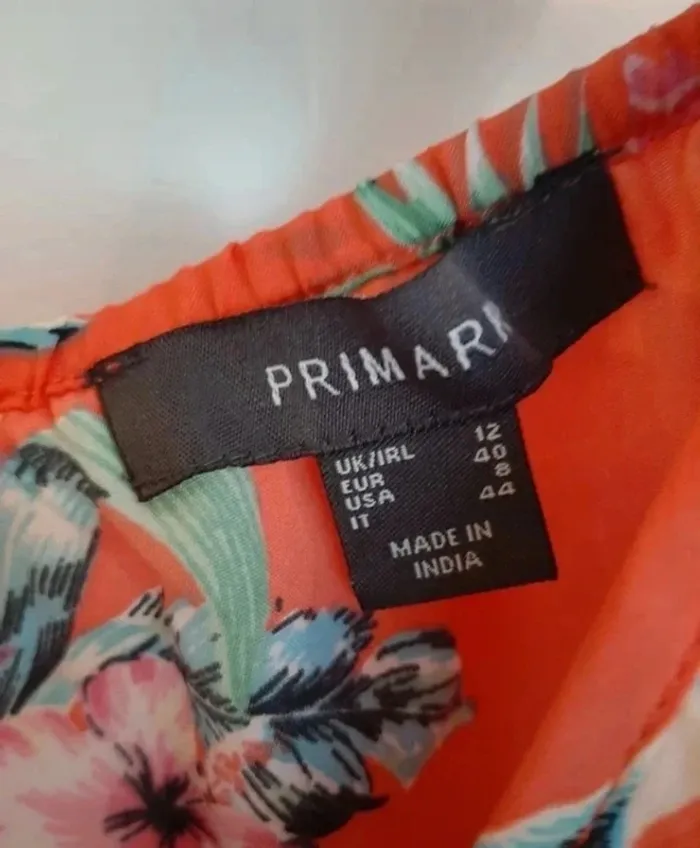 PRIMARK
UK/IRL 12
EUR 40
USA 8
IT 44
MADE IN
INDIA